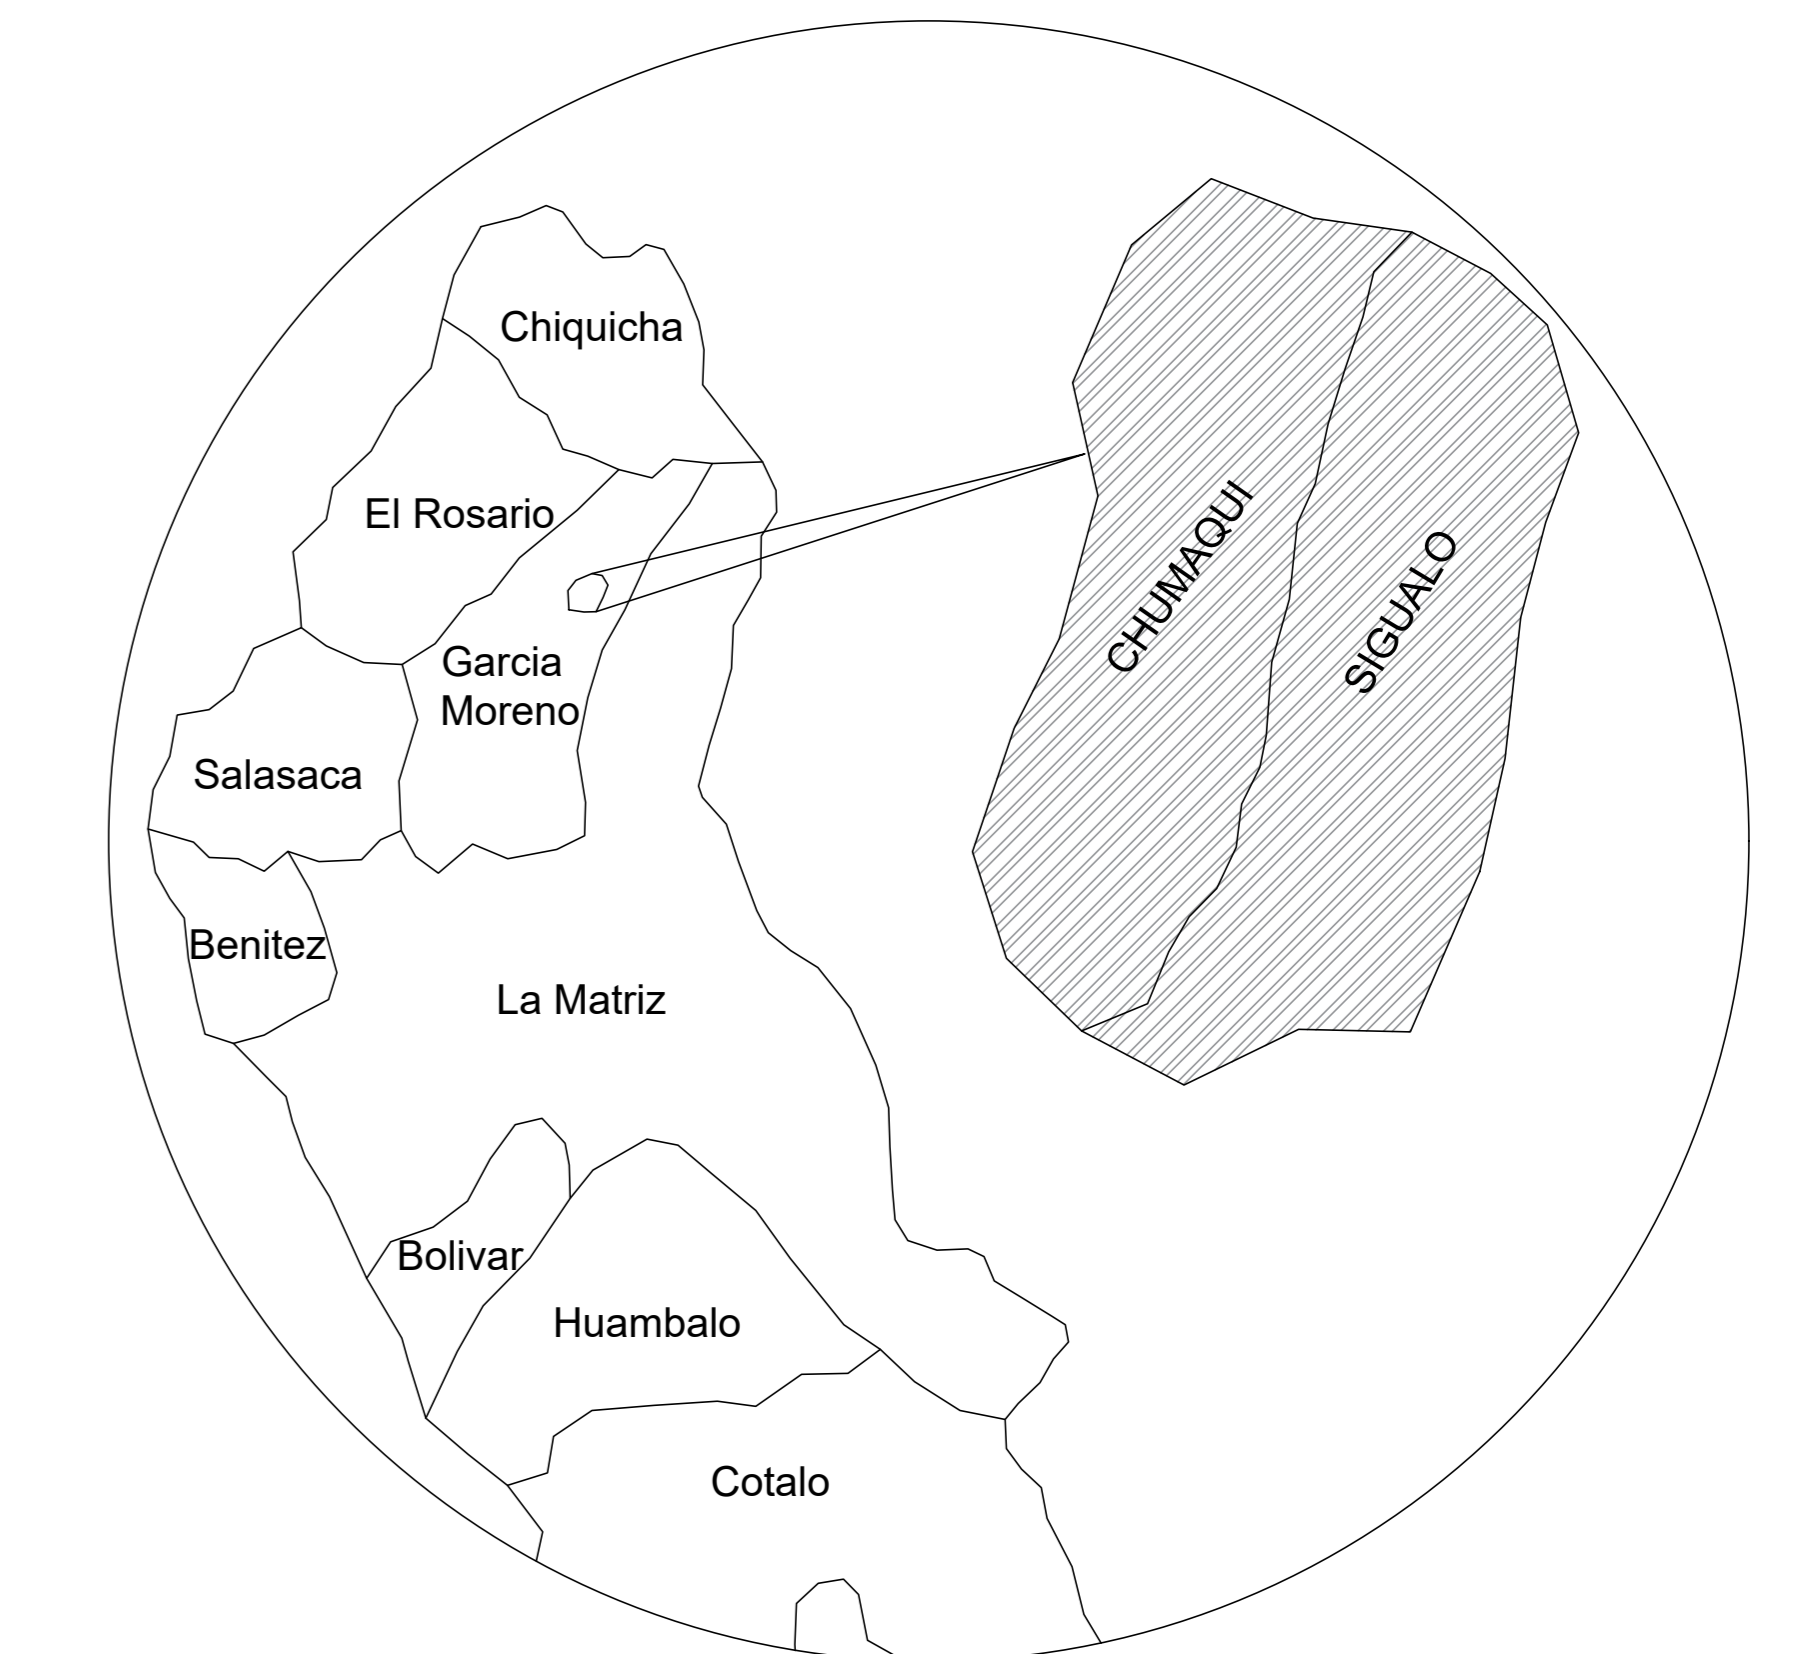 Chiquicha
El Rosario
Garcia
Moreno
Salasaca
Benitez
La Matriz
Bolivar
Huambalo
Cotalo
CHUMAQUI
SIGUALO